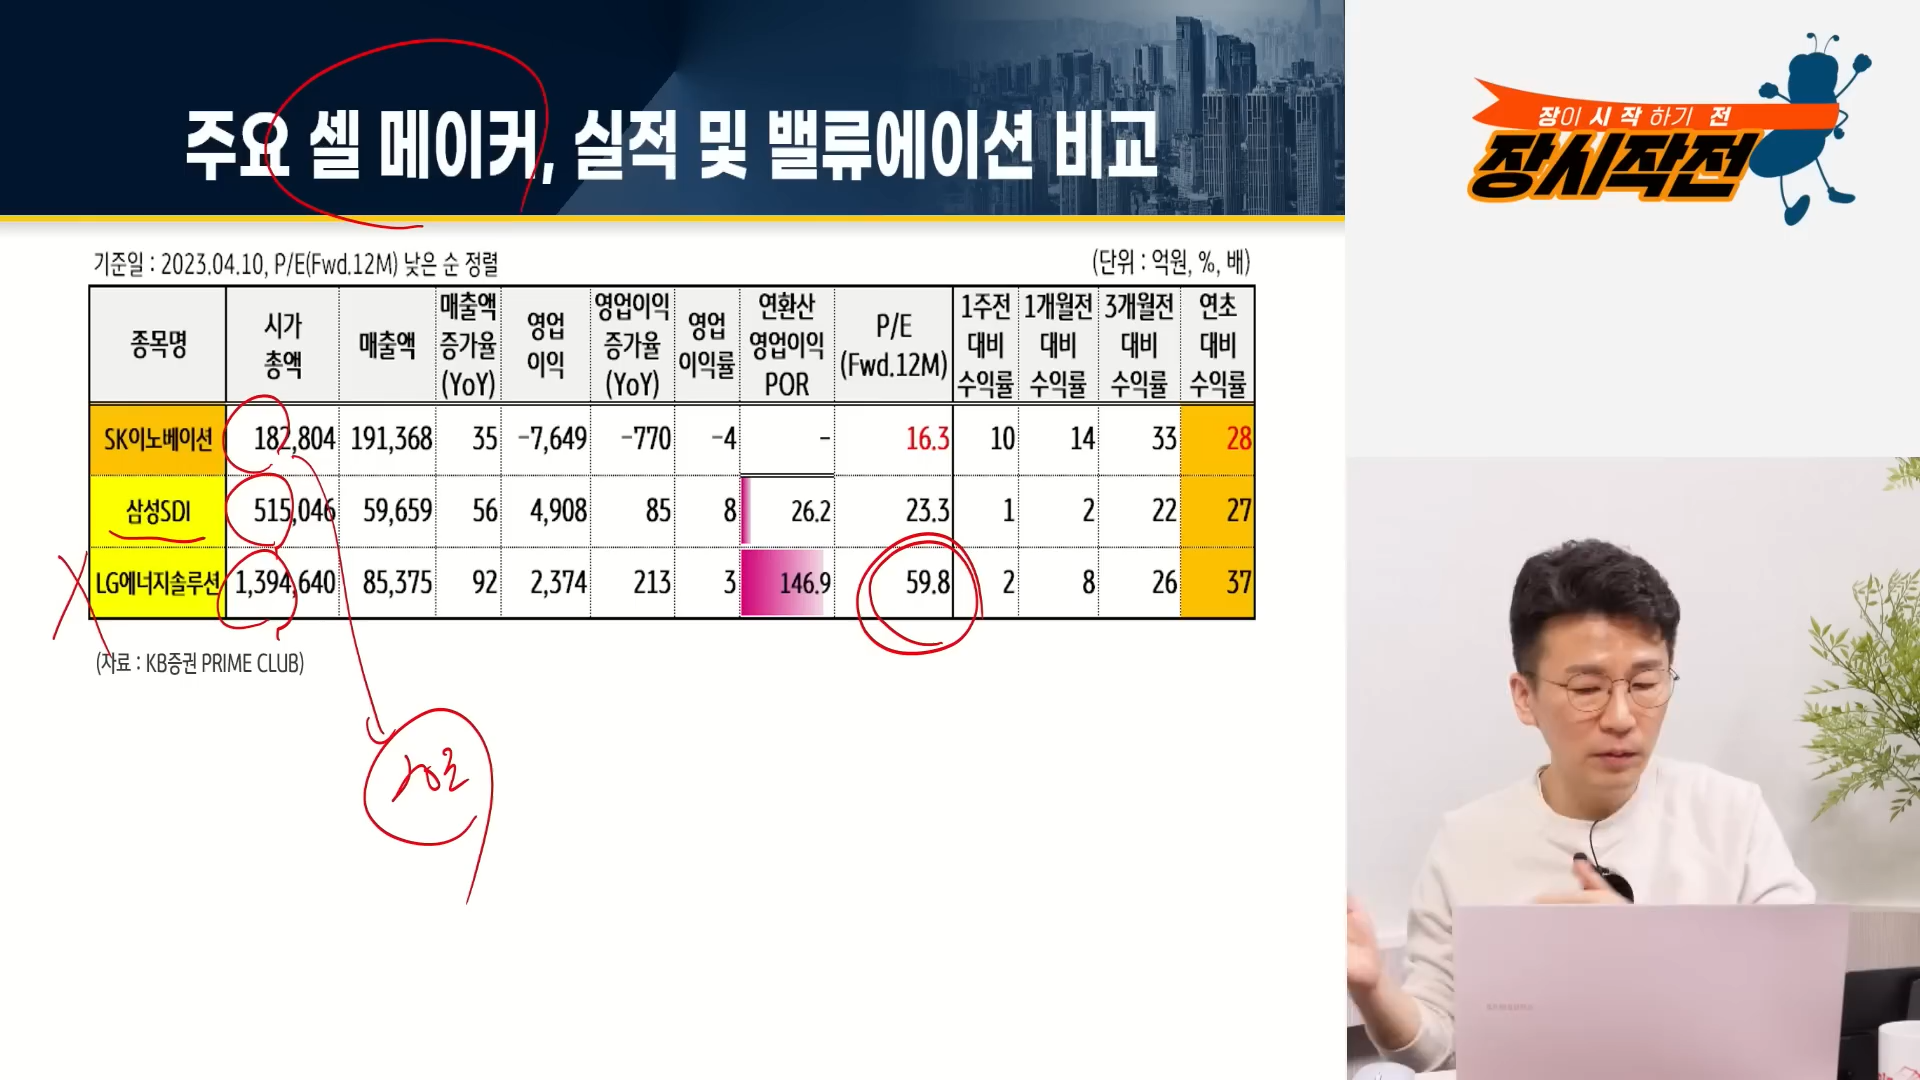 주요 셀 메이커, 실적 및 밸류에이션 비교
장이 시작하기 전
장시작전
기준일 : 2023.04.10, P/E(Fwd.12M) 낮은 순 정렬
(단위 : 억원, %, 배)
종목명 시가총액 매출액 매출액증가율(YoY) 영업이익 영업이익증가율(YoY) 영업이익률 연환산영업이익POR P/E(Fwd.12M) 1주전대비수익률 1개월전대비수익률 3개월전대비수익률 연초대비수익률
SK이노베이션 182,804 191,368 35 -7,649 -770 -4 - 16.3 10 14 33 28
삼성SDI 515,046 59,659 56 4,908 85 8 26.2 23.3 1 2 22 27
LG에너지솔루션 1,394,640 85,375 92 2,374 213 3 146.9 59.8 2 8 26 37
(자료 : KB증권 PRIME CLUB)
SAMSUNG